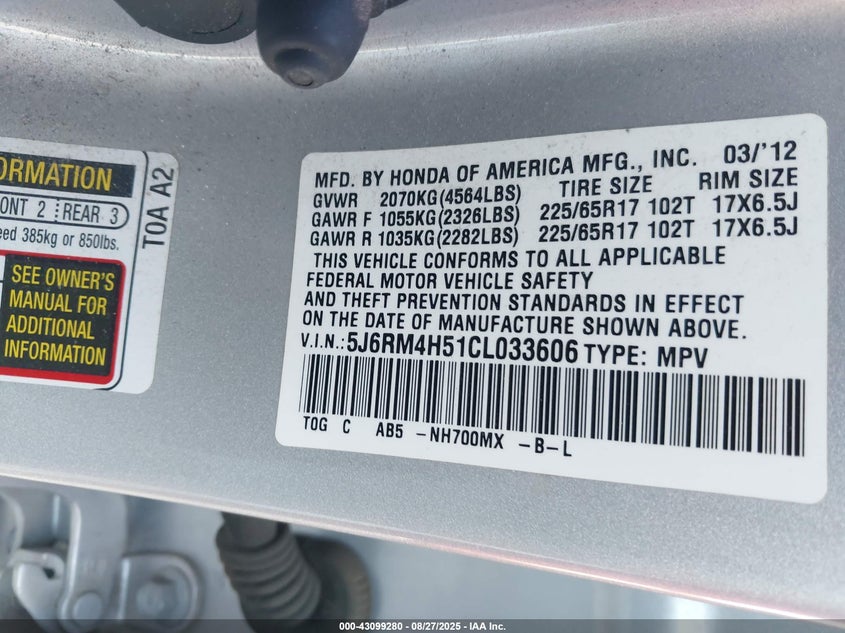 ORMATION
ONT 2 REAR 3
eed 385kg or 850lbs.
SEE OWNER'S
MANUAL FOR
ADDITIONAL
INFORMATION
T0A A2
MFD. BY HONDA OF AMERICA MFG., INC. 03/'12
GVWR 2070KG(4564LBS) TIRE SIZE RIM SIZE
GAWR F 1055KG(2326LBS) 225/65R17 102T 17X6.5J
GAWR R 1035KG(2282LBS) 225/65R17 102T 17X6.5J
THIS VEHICLE CONFORMS TO ALL APPLICABLE
FEDERAL MOTOR VEHICLE SAFETY
AND THEFT PREVENTION STANDARDS IN EFFECT
ON THE DATE OF MANUFACTURE SHOWN ABOVE.
V.I.N.:5J6RM4H51CL033606 TYPE: MPV
T0G C AB5 -NH700MX -B-L
000-43099280 - 08/27/2025 - IAA Inc.